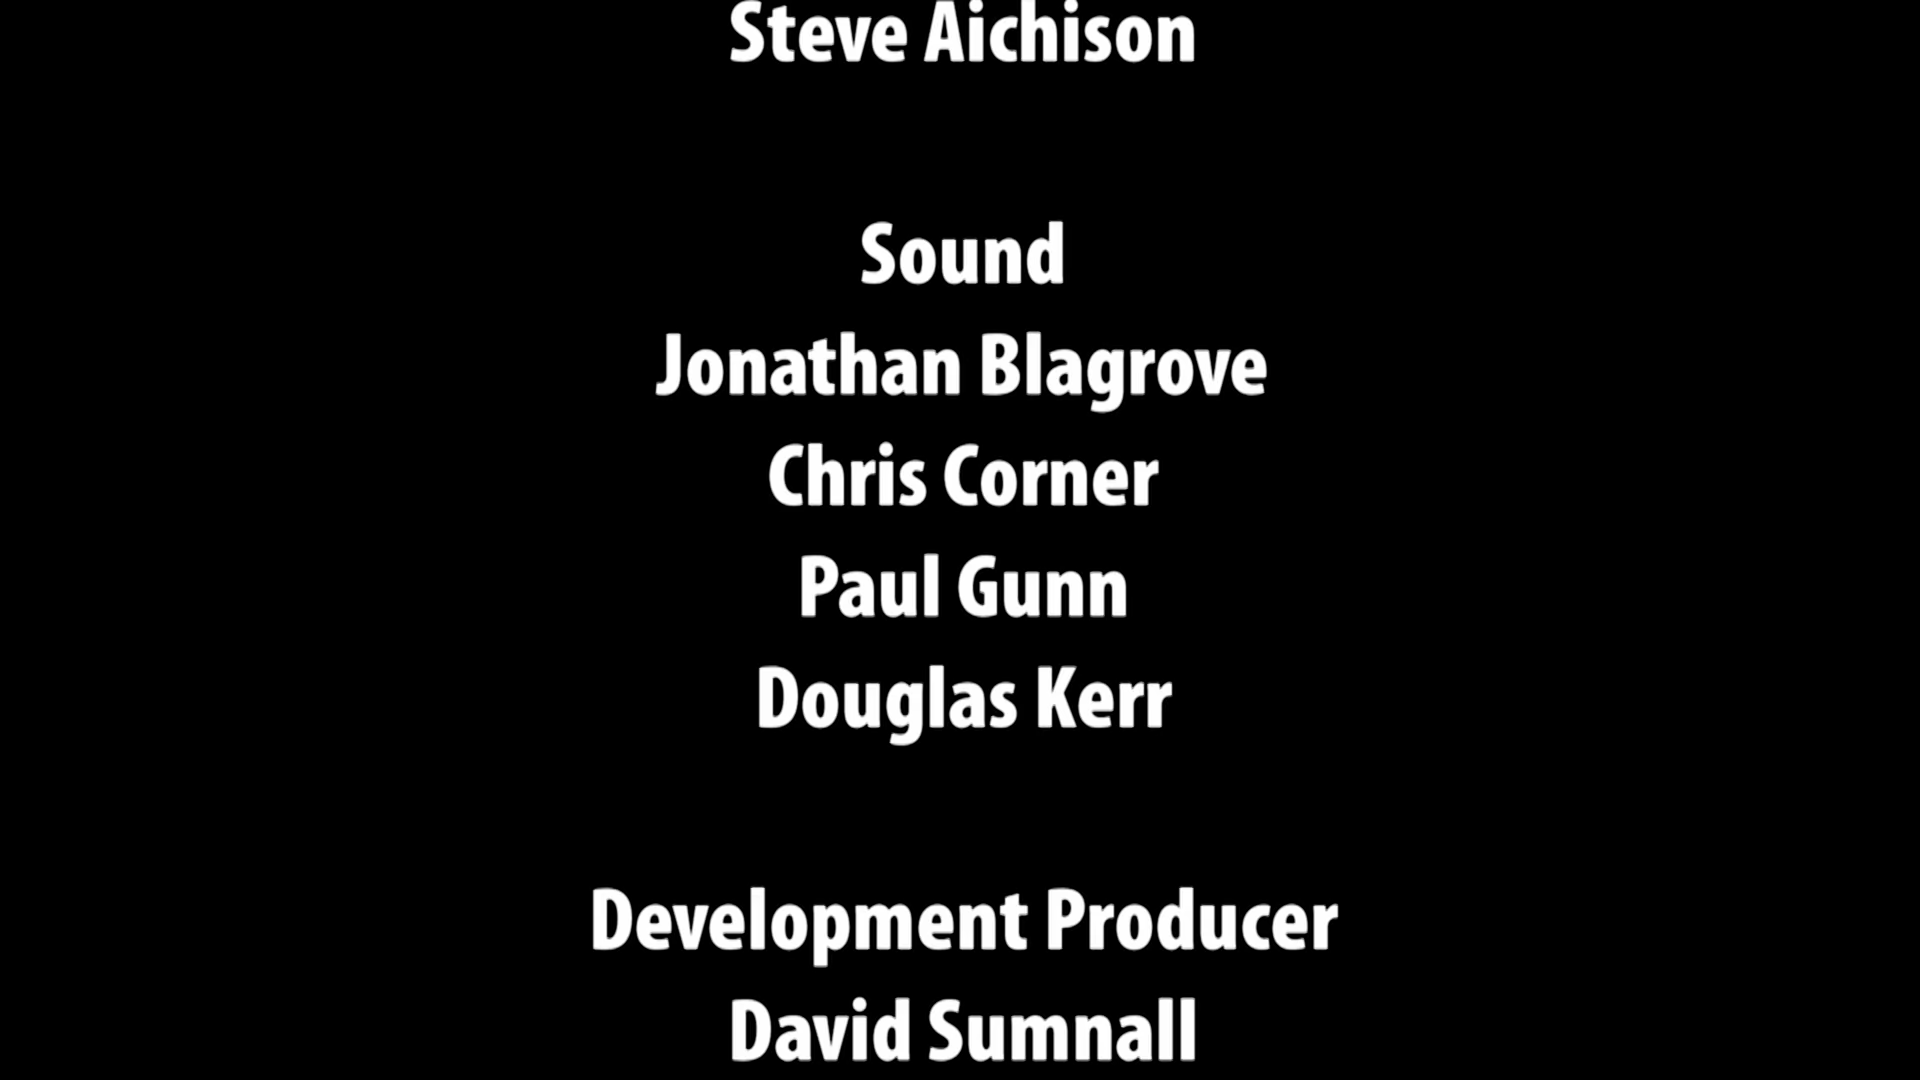 Steve Aichison
Sound
Jonathan Blagrove
Chris Corner
Paul Gunn
Douglas Kerr
Development Producer
David Sumnall